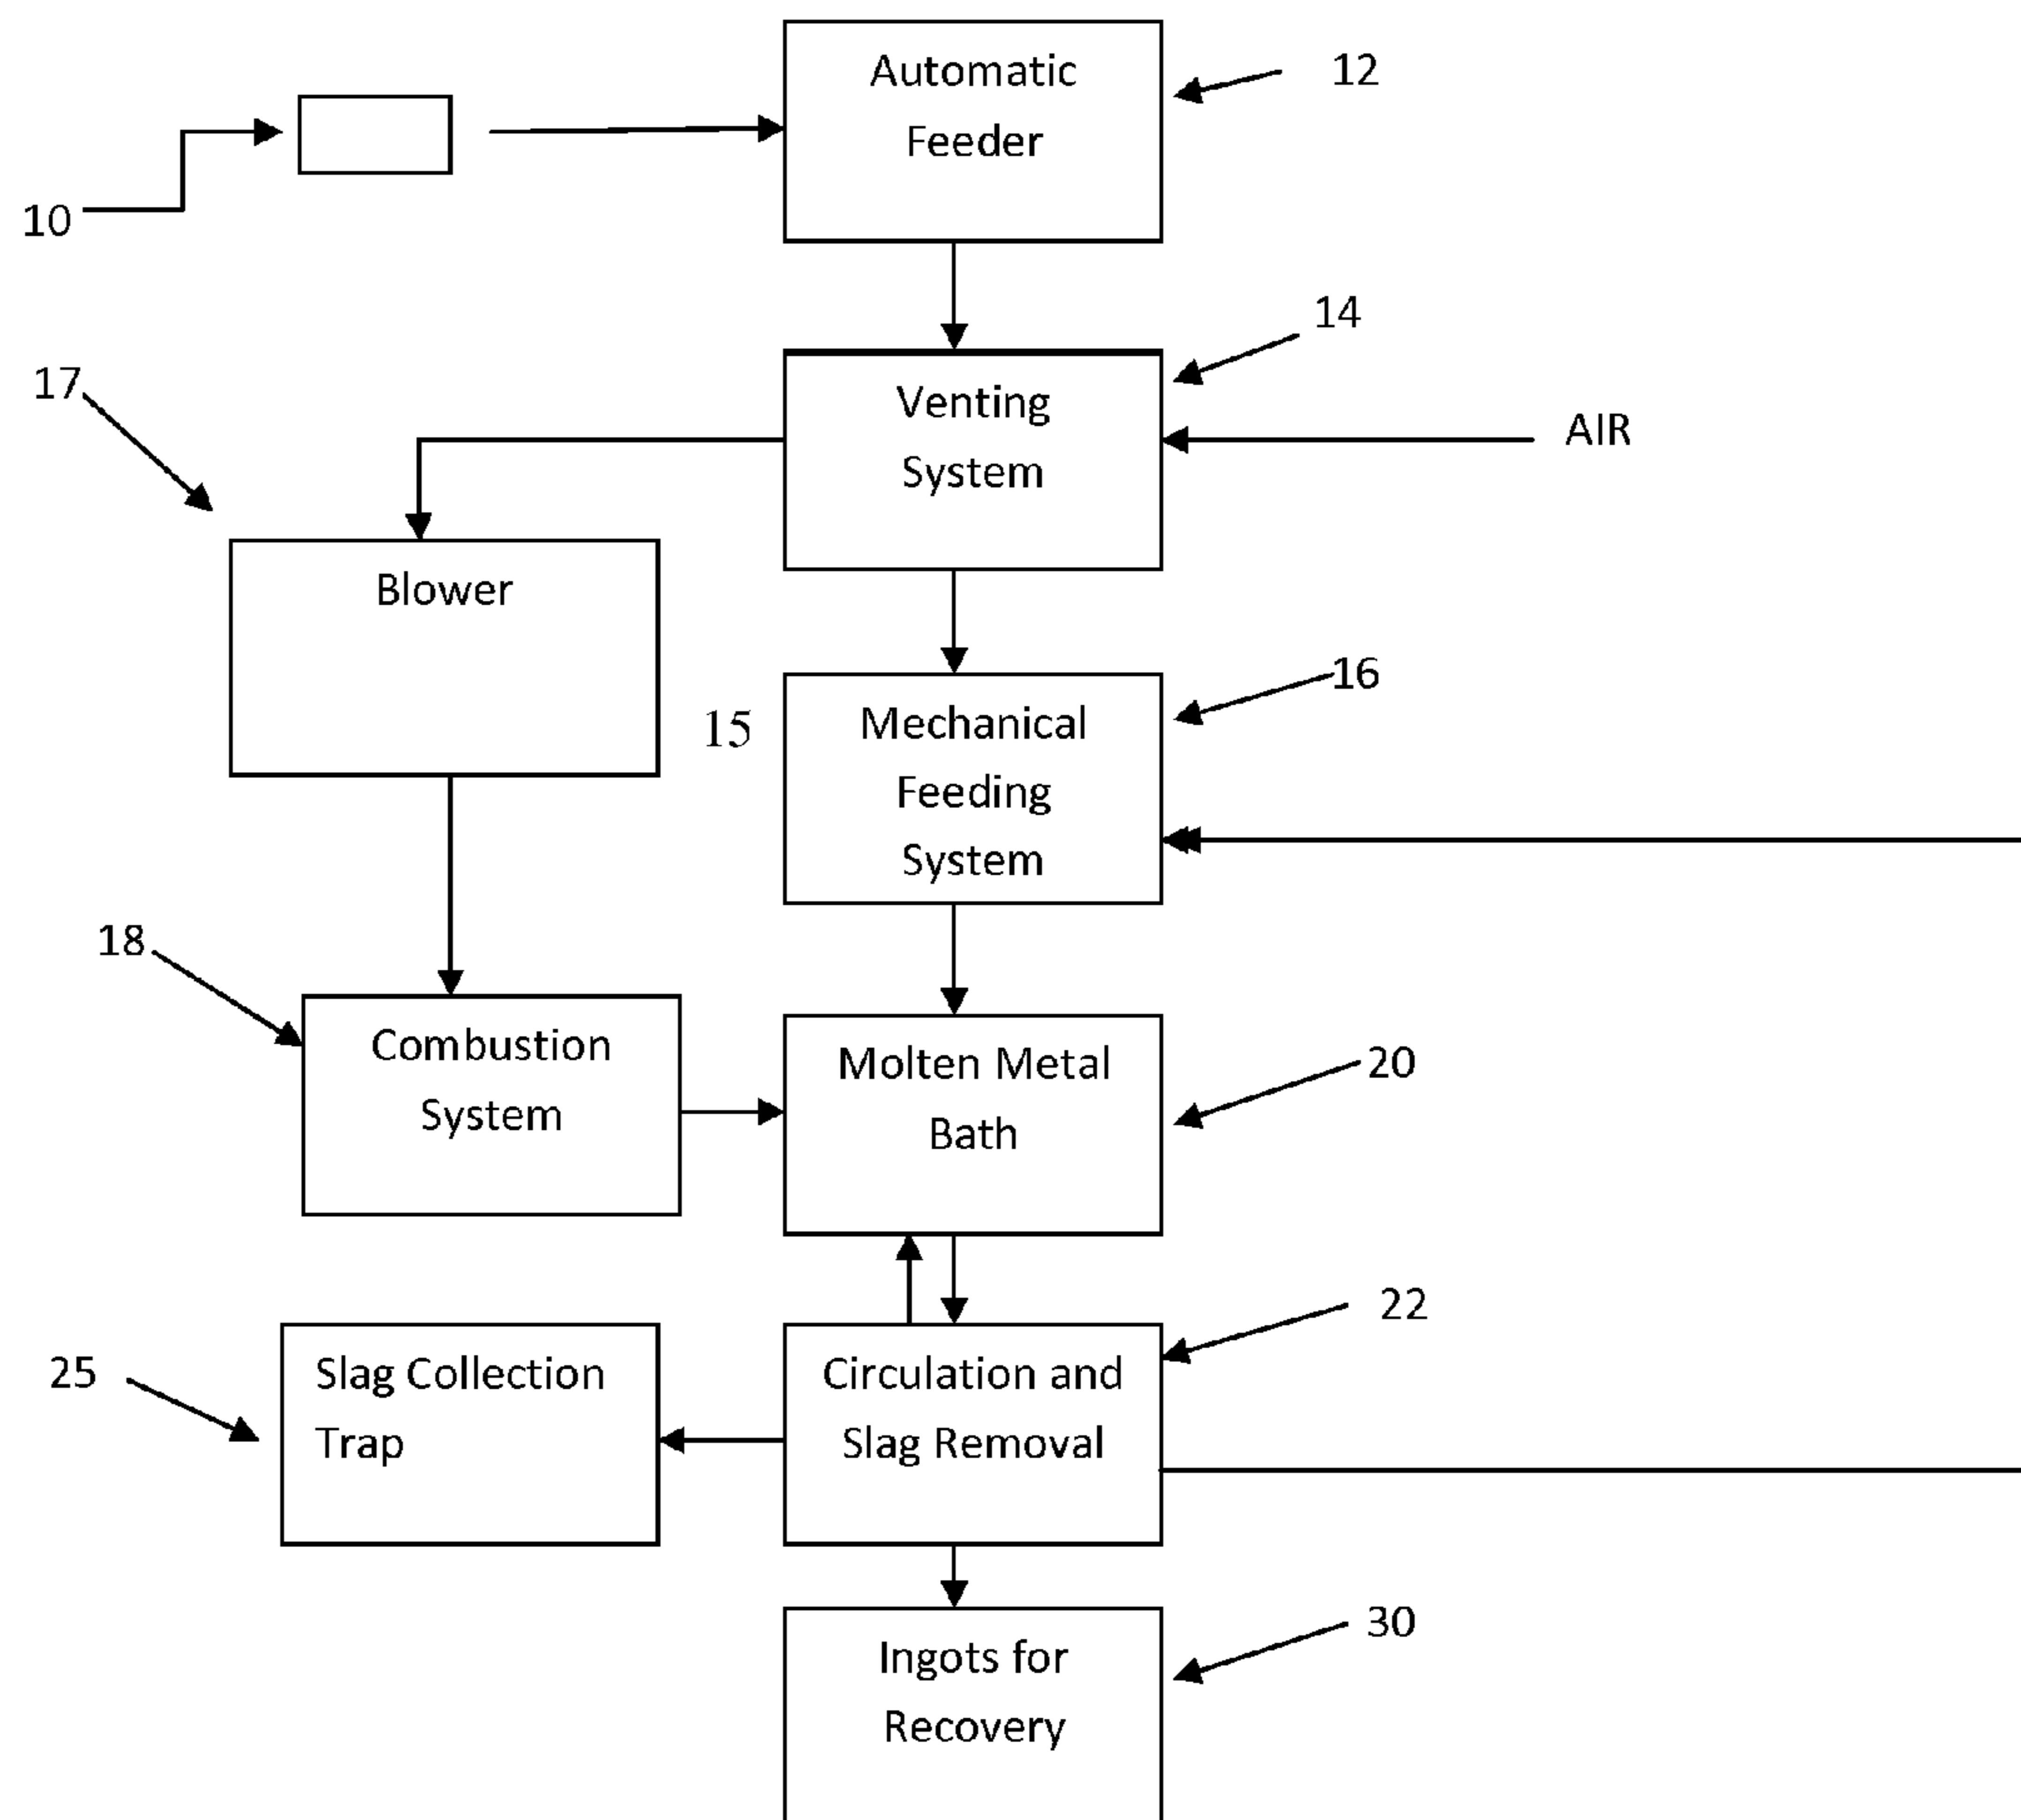 Automatic
Feeder
12
10
14
Venting
System
AIR
17
Blower
16
15
Mechanical
Feeding
System
18
Combustion
System
Molten Metal
Bath
20
22
25
Slag Collection
Trap
Circulation and
Slag Removal
30
Ingots for
Recovery